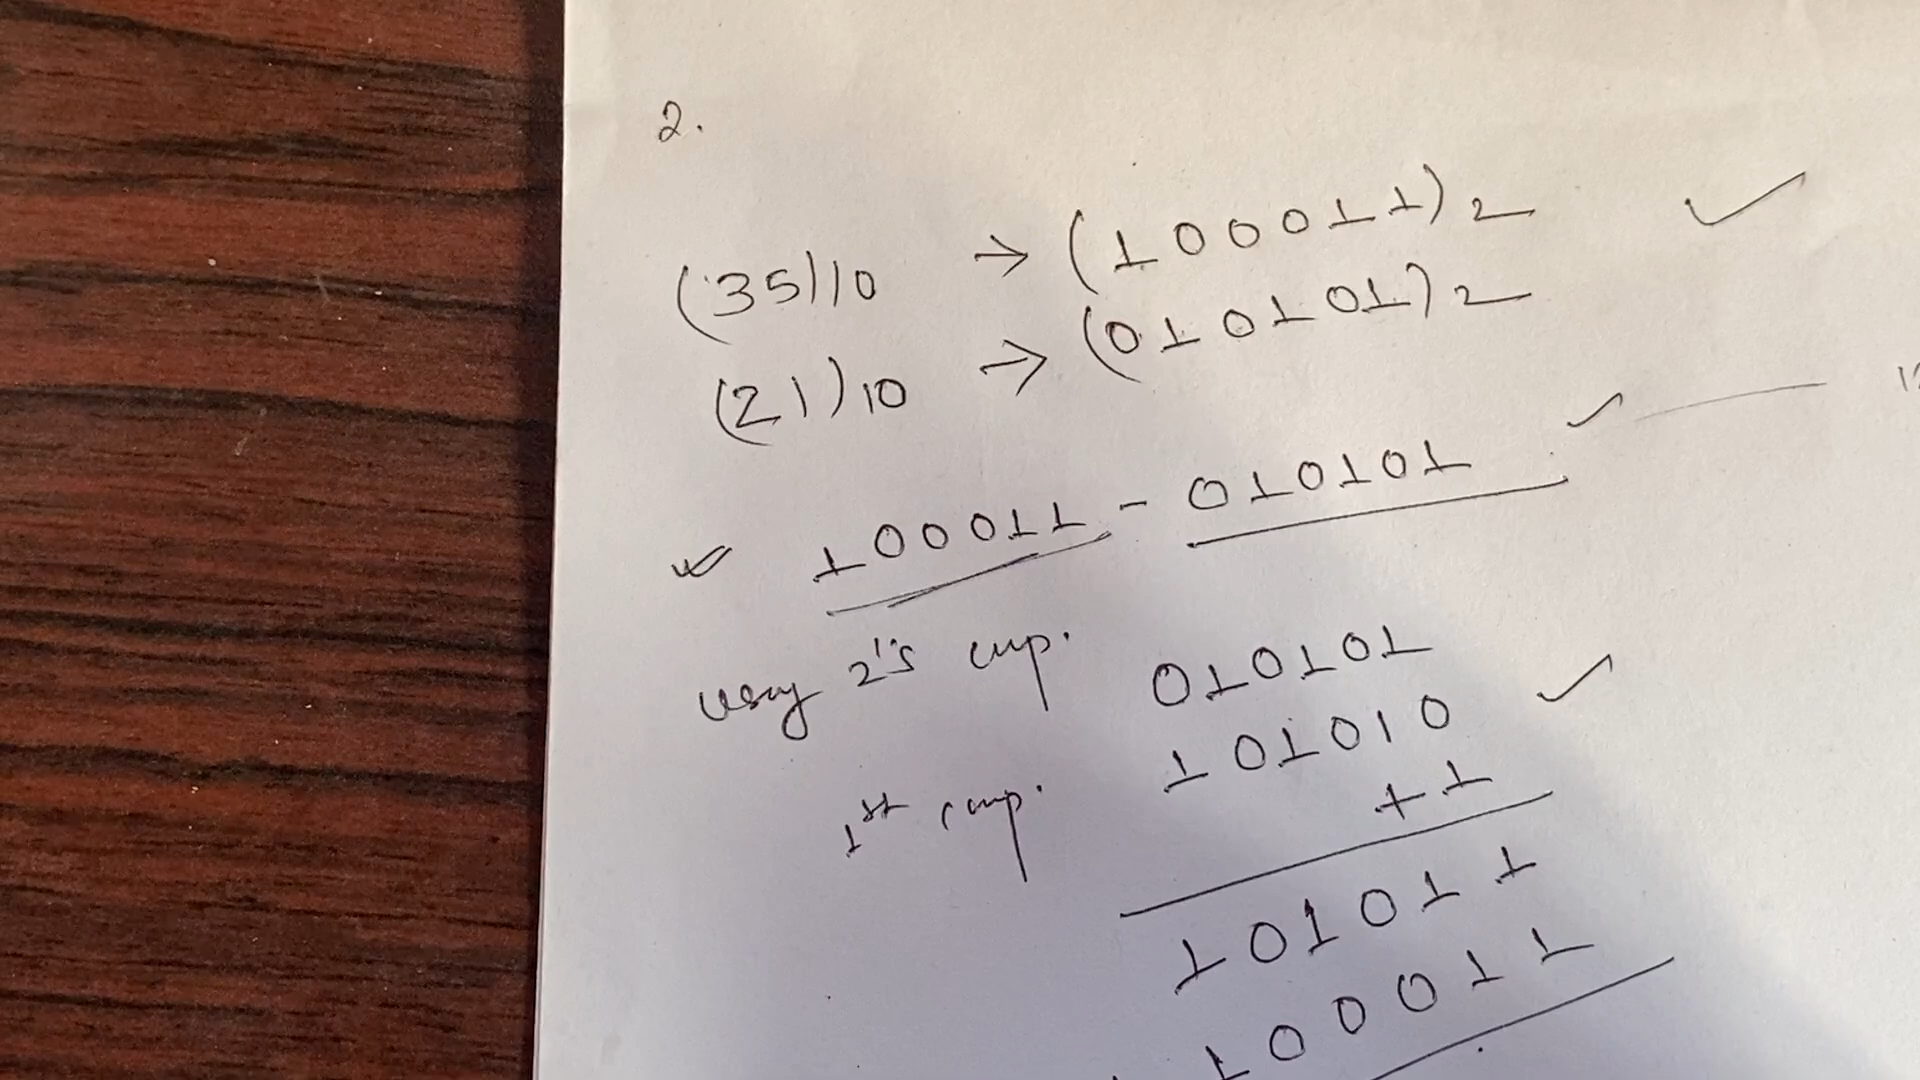 2.
(35)10 → (100011)2
(21)10 → (010101)2
100011 - 010101
using 2's cmp. 010101
1st cmp. 101010
+1
101011
100011